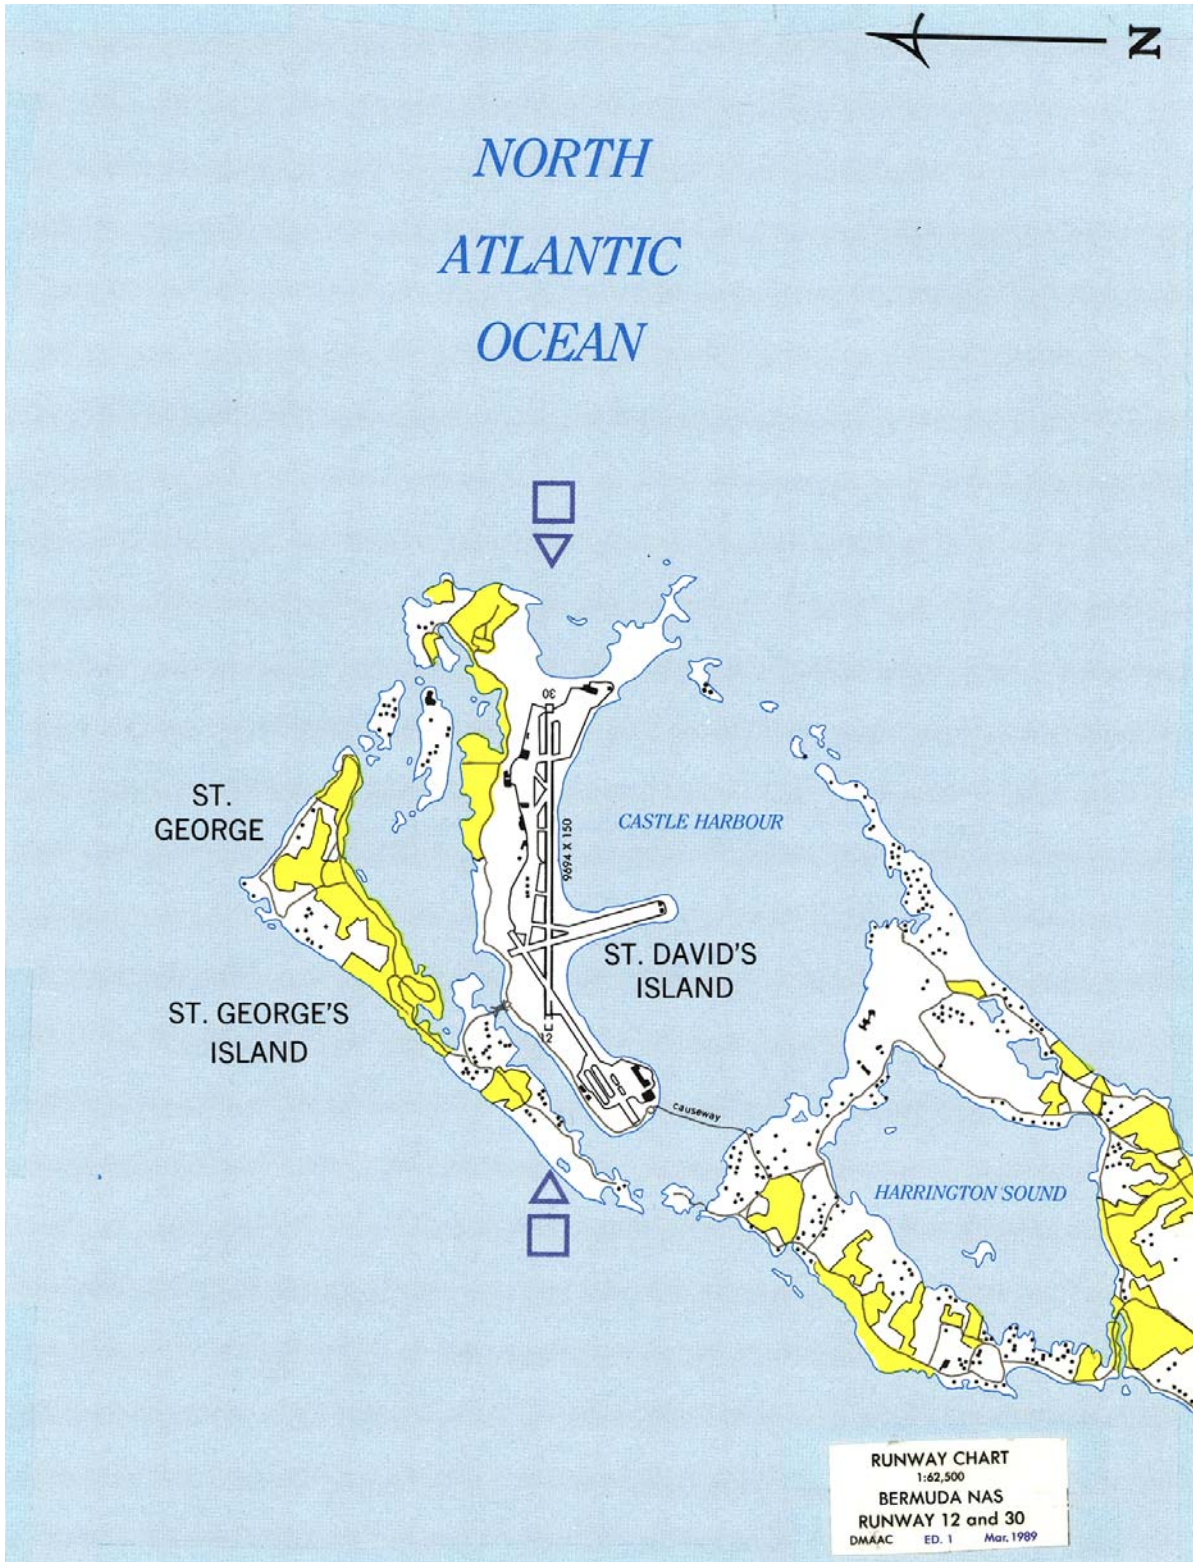 N
NORTH
ATLANTIC
OCEAN
30
ST.
GEORGE
CASTLE HARBOUR
9694 X 150
ST. DAVID'S
ISLAND
ST. GEORGE'S
ISLAND
12
causeway
HARRINGTON SOUND
RUNWAY CHART
1:62,500
BERMUDA NAS
RUNWAY 12 and 30
DMAAC ED. 1 Mar. 1989